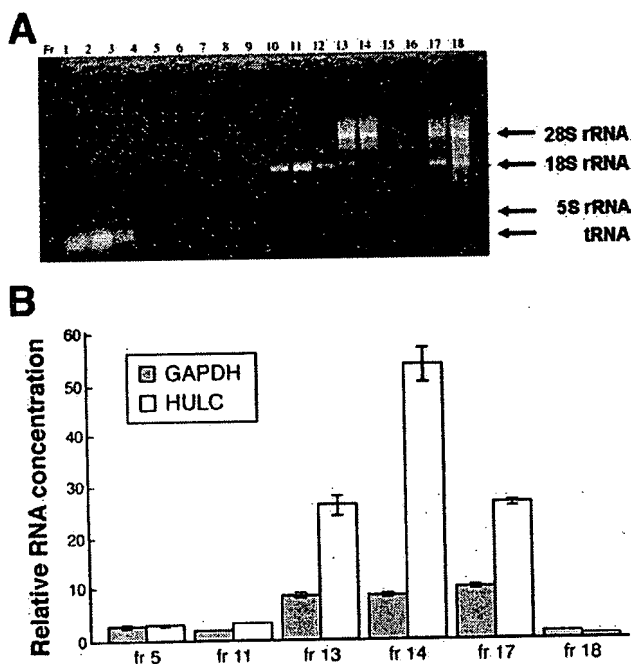 A
Fr 1 2 3 4 5 6 7 8 9 10 11 12 13 14 15 16 17 18
28S rRNA
18S rRNA
5S rRNA
tRNA
B
Relative RNA concentration
60
50
40
30
20
10
0
GAPDH
HULC
fr 5 fr 11 fr 13 fr 14 fr 17 fr 18